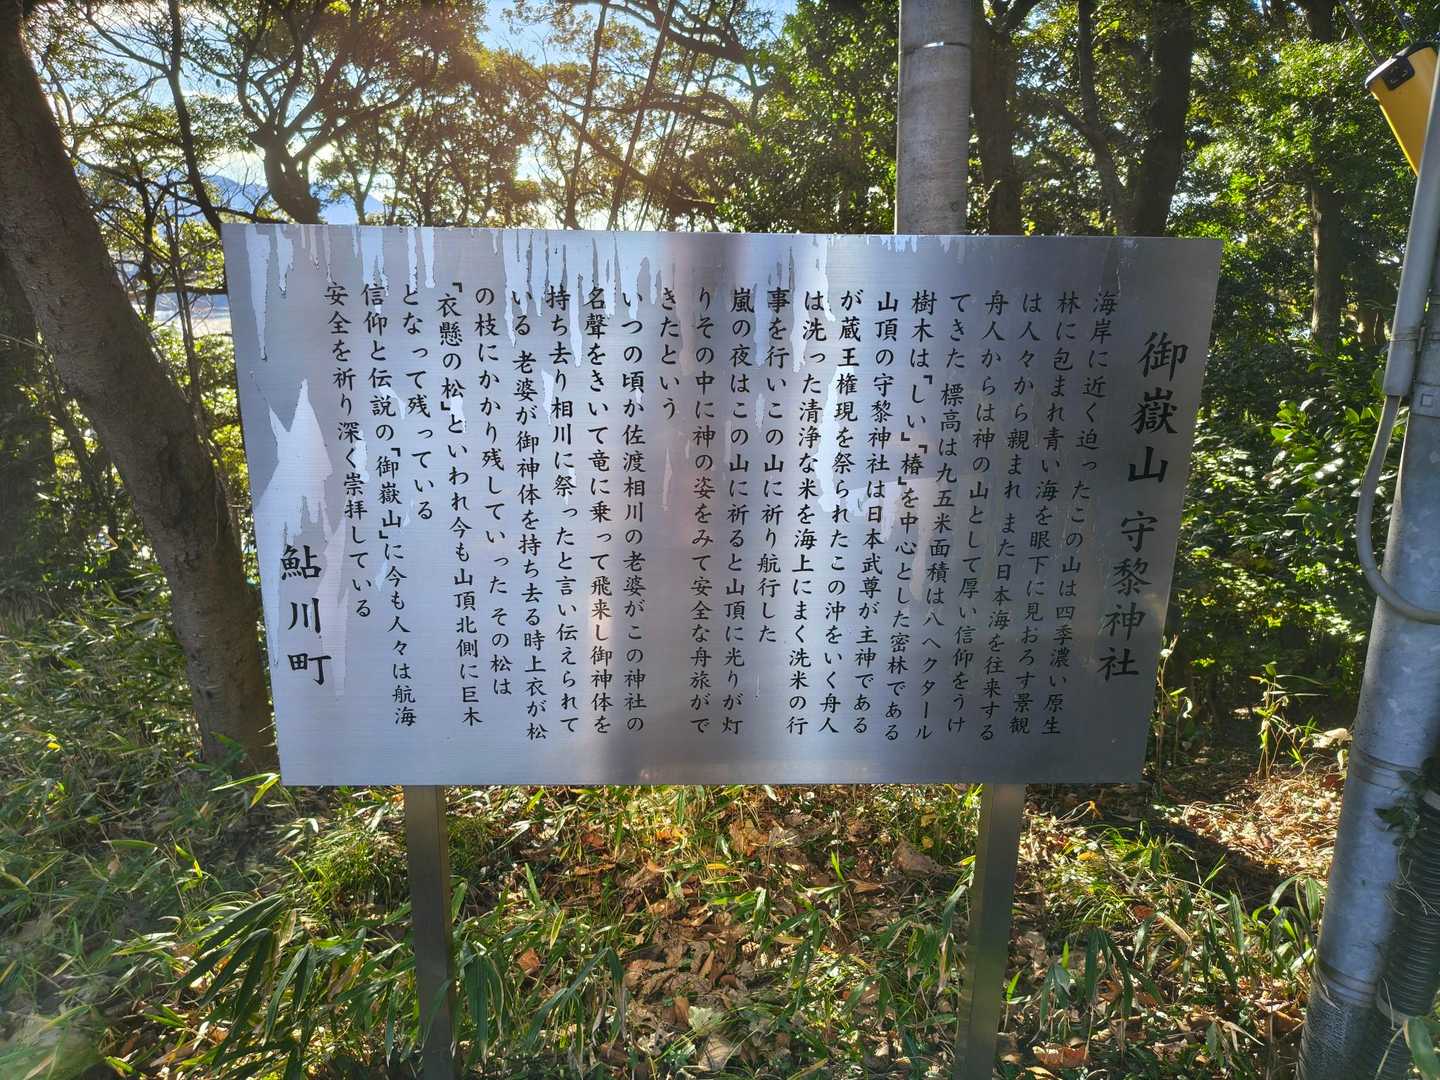 御嶽山 守黎神社
海岸に近く迫ったこの山は四季濃い原生
林に包まれ青い海を眼下に見おろす景観
は人々から親まれ また日本海を往来する
舟人からは神の山として厚い信仰をうけ
てきた 標高は九五米面積は八ヘクタール
樹木は「しい」「椿」を中心とした密林である
山頂の守黎神社は日本武尊が主神である
が蔵王権現を祭られたこの沖をいく舟人
は洗った清浄な米を海上にまく洗米の行
事を行いこの山に祈り航行した
嵐の夜はこの山に祈ると山頂に光りが灯
りその中に神の姿をみて安全な舟旅がで
きたという
いつの頃か佐渡相川の老婆がこの神社の
名聲をきいて竜に乗って飛来し御神体を
持ち去り相川に祭ったと言い伝えられて
いる 老婆が御神体を持ち去る時上衣が松
の枝にかかり残していった その松は
「衣懸の松」といわれ今も山頂北側に巨木
となって残っている
信仰と伝説の「御嶽山」に今も人々は航海
安全を祈り深く崇拝している
鮎川町